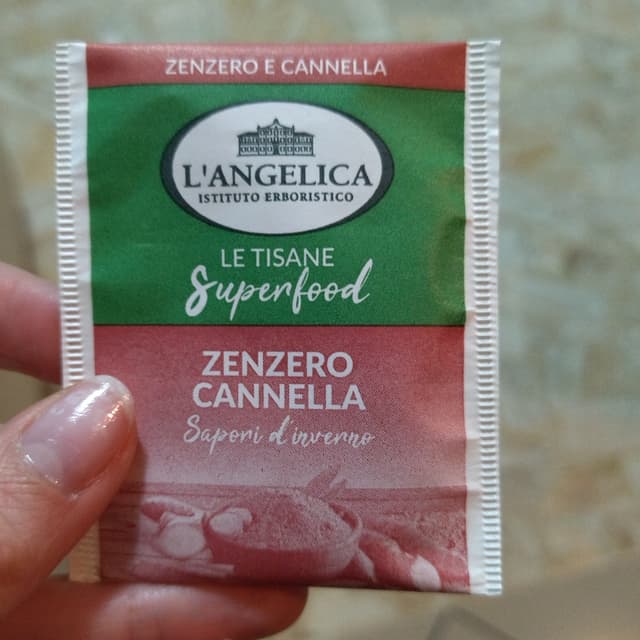 ZENZERO E CANNELLA
L'ANGELICA
ISTITUTO ERBORISTICO
LE TISANE
Superfood
ZENZERO
CANNELLA
Sapori d'inverno